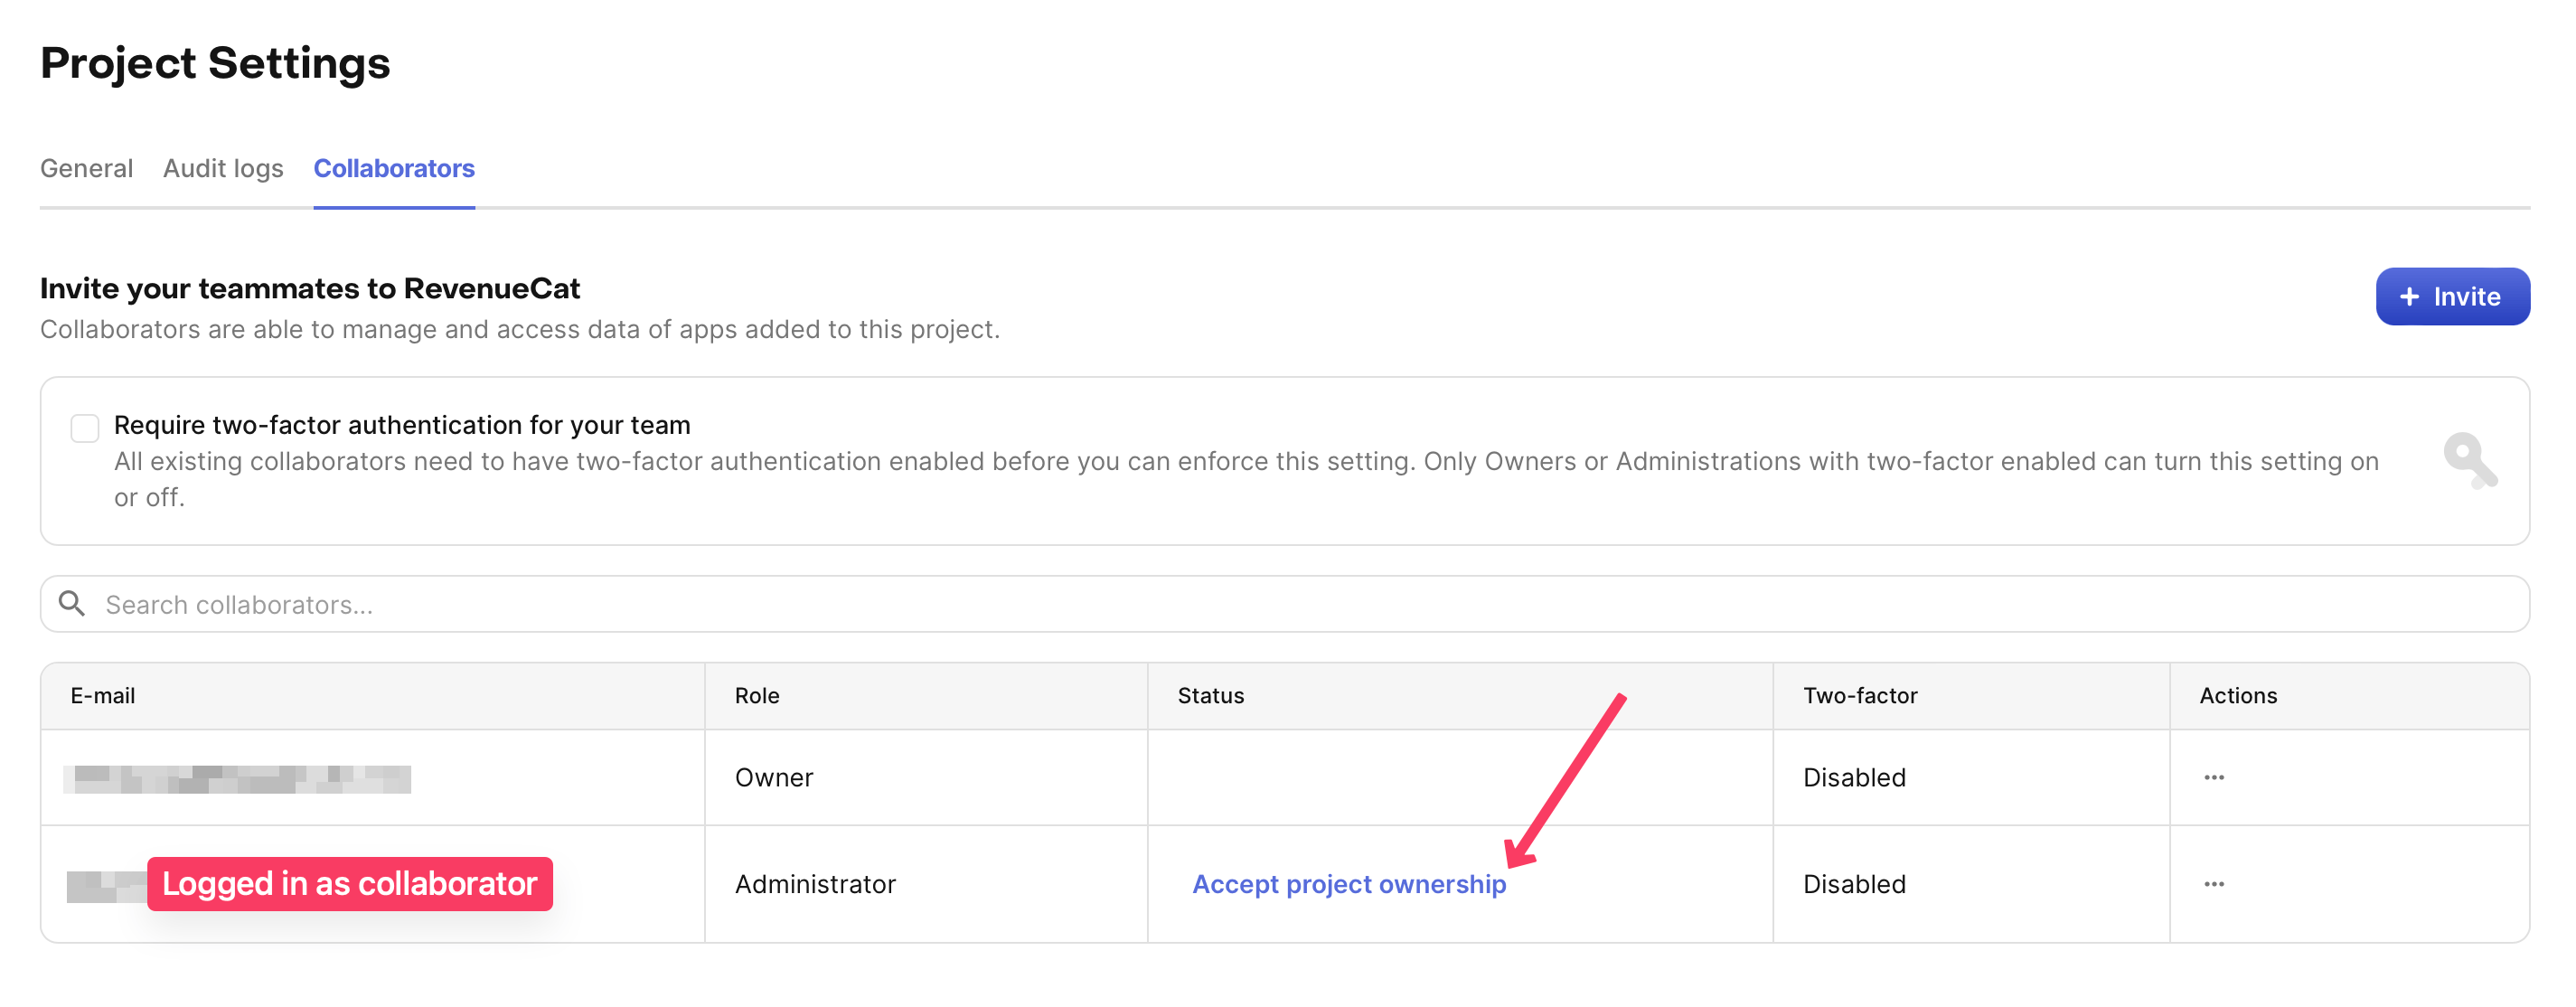 Project Settings
General Audit logs Collaborators
Invite your teammates to RevenueCat
Collaborators are able to manage and access data of apps added to this project.
+ Invite
Require two-factor authentication for your team
All existing collaborators need to have two-factor authentication enabled before you can enforce this setting. Only Owners or Administrations with two-factor enabled can turn this setting on
or off.
Search collaborators...
E-mail Role Status Two-factor Actions
Owner Disabled ...
Logged in as collaborator Administrator Accept project ownership Disabled ...